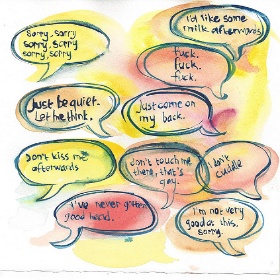 Sorry, sorry
sorry, sorry
sorry, sorry
I'd like some
milk afterwards
fuck.
fuck.
fuck.
Just be quiet.
Let me think.
Just come on
my back.
Don't kiss me
afterwards
don't touch me
there, that's
gay.
don't
cuddle
I've never gotten
good head.
I'm not very
good at this.
Sorry.